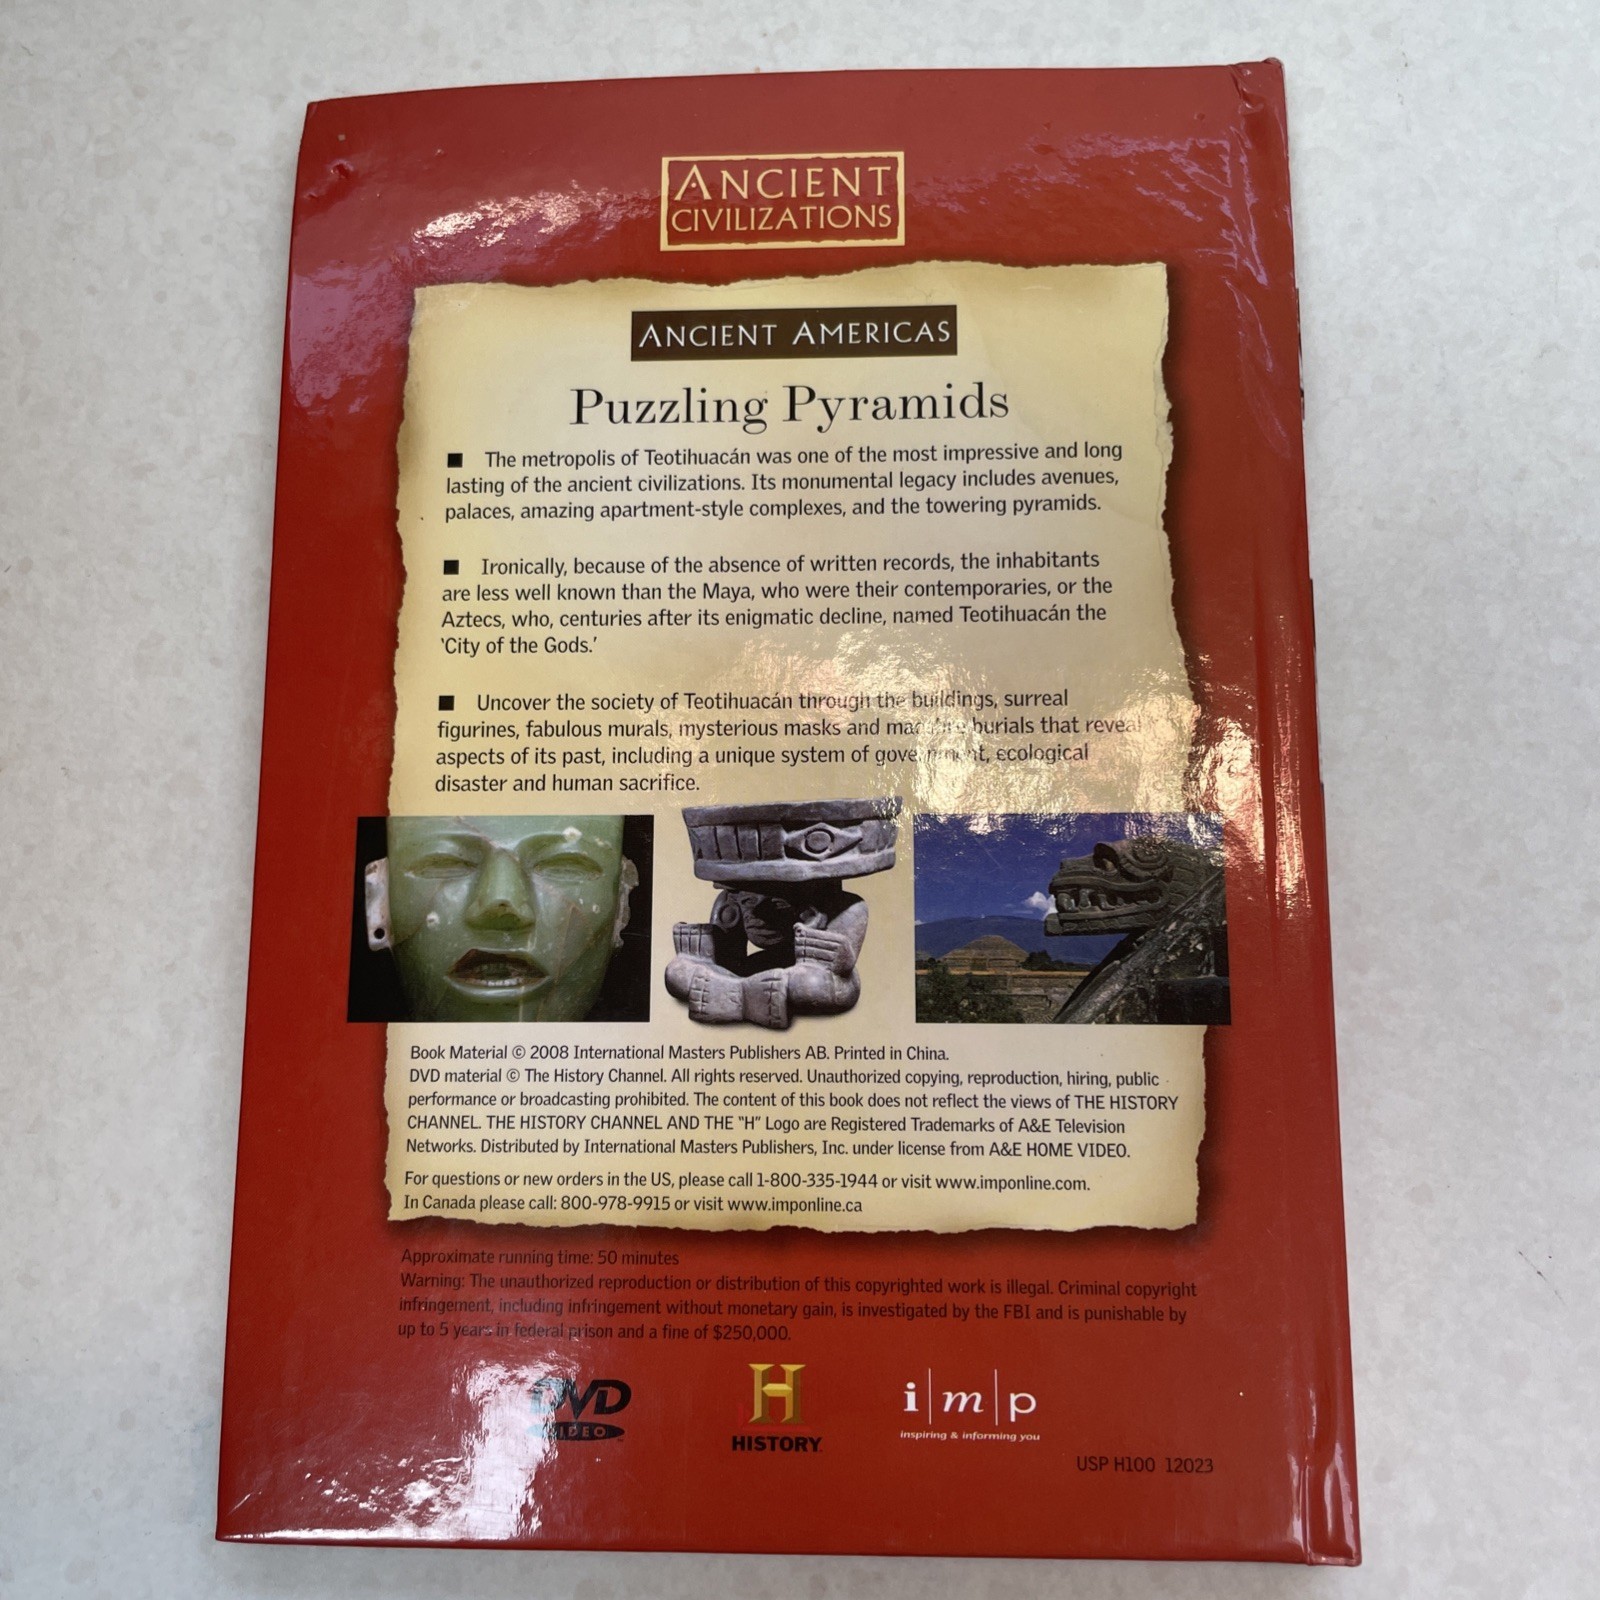 ANCIENT
CIVILIZATIONS
ANCIENT AMERICAS
Puzzling Pyramids
■ The metropolis of Teotihuacán was one of the most impressive and long
lasting of the ancient civilizations. Its monumental legacy includes avenues,
palaces, amazing apartment-style complexes, and the towering pyramids.
■ Ironically, because of the absence of written records, the inhabitants
are less well known than the Maya, who were their contemporaries, or the
Aztecs, who, centuries after its enigmatic decline, named Teotihuacán the
‘City of the Gods.’
■ Uncover the society of Teotihuacán through the buildings, surreal
figurines, fabulous murals, mysterious masks and macabre burials that reveal
aspects of its past, including a unique system of government, ecological
disaster and human sacrifice.
Book Material © 2008 International Masters Publishers AB. Printed in China.
DVD material © The History Channel. All rights reserved. Unauthorized copying, reproduction, hiring, public
performance or broadcasting prohibited. The content of this book does not reflect the views of THE HISTORY
CHANNEL. THE HISTORY CHANNEL AND THE "H" Logo are Registered Trademarks of A&E Television
Networks. Distributed by International Masters Publishers, Inc. under license from A&E HOME VIDEO.
For questions or new orders in the US, please call 1-800-335-1944 or visit www.imponline.com.
In Canada please call: 800-978-9915 or visit www.imponline.ca
Approximate running time: 50 minutes
Warning: The unauthorized reproduction or distribution of this copyrighted work is illegal. Criminal copyright
infringement, including infringement without monetary gain, is investigated by the FBI and is punishable by
up to 5 years in federal prison and a fine of $250,000.
DVD
VIDEO
H
HISTORY
i|m|p
inspiring & informing you
USP H100 12023